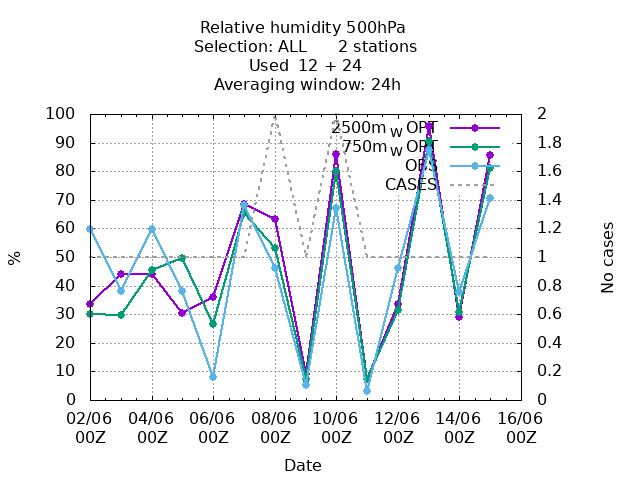 Relative humidity 500hPa
Selection: ALL 2 stations
Used 12 + 24
Averaging window: 24h
100 2
90 1.8
80 1.6
70 1.4
60 1.2
50 1
40 0.8
30 0.6
20 0.4
10 0.2
0 0
2500m_W OPT
750m_W OPT
OBS
CASES
%
No cases
02/06 04/06 06/06 08/06 10/06 12/06 14/06 16/06
00Z 00Z 00Z 00Z 00Z 00Z 00Z 00Z
Date